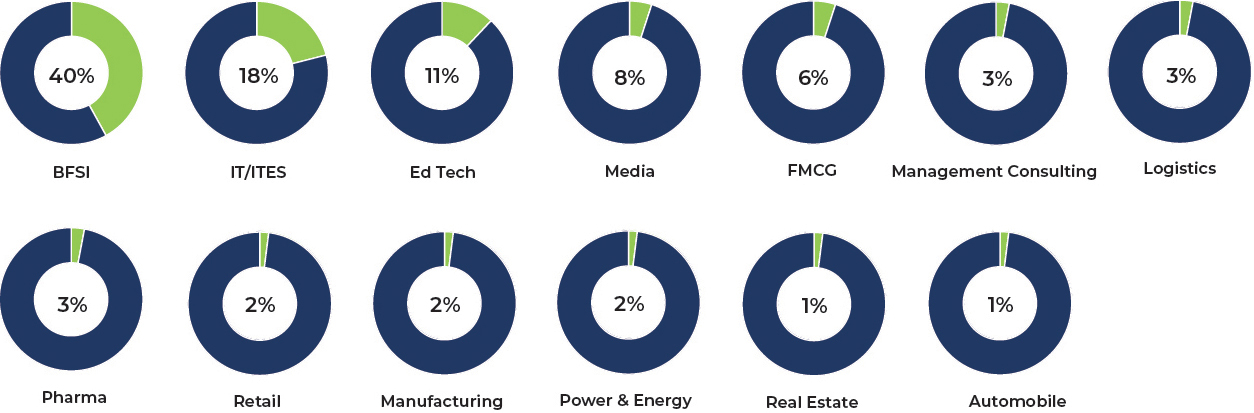 40%
18%
11%
8%
6%
3%
3%
BFSI
IT/ITES
Ed Tech
Media
FMCG
Management Consulting
Logistics
3%
2%
2%
2%
1%
1%
Pharma
Retail
Manufacturing
Power & Energy
Real Estate
Automobile